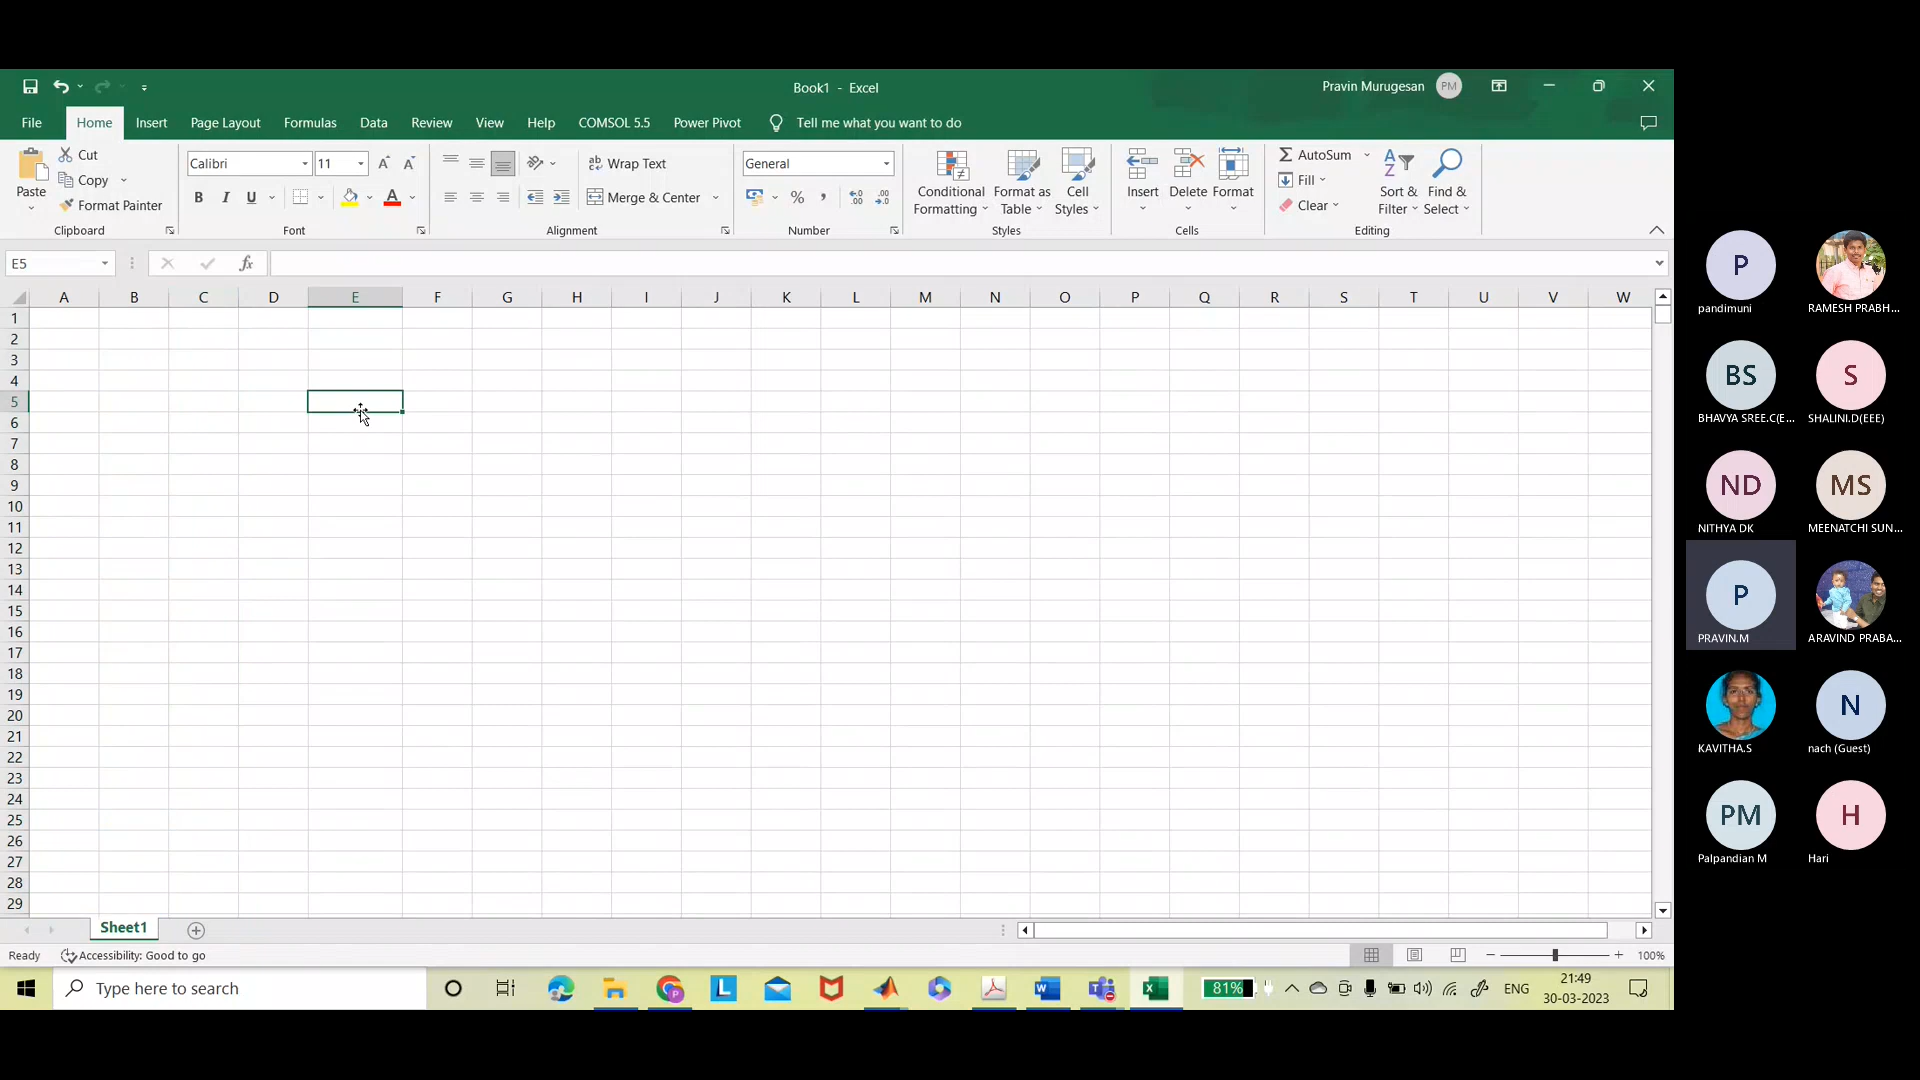 Book1 - Excel
Pravin Murugesan PM
File Home Insert Page Layout Formulas Data Review View Help COMSOL 5.5 Power Pivot Tell me what you want to do
Paste
Cut
Copy
Format Painter
Clipboard
Calibri 11
B I U
Font
Wrap Text
Merge & Center
Alignment
General
%
Number
Conditional Formatting
Format as Table
Cell Styles
Styles
Insert Delete Format
Cells
AutoSum
Fill
Clear
Sort & Filter
Find & Select
Editing
E5
fx
A B C D E F G H I J K L M N O P Q R S T U V W
1
2
3
4
5
6
7
8
9
10
11
12
13
14
15
16
17
18
19
20
21
22
23
24
25
26
27
28
29
Sheet1
Ready Accessibility: Good to go
100%
Type here to search
81%
ENG
21:49
30-03-2023
P
pandimuni
RAMESH PRABH...
BS
BHAVYA SREE.C(E...
S
SHALINI.D(EEE)
ND
NITHYA DK
MS
MEENATCHI SUN...
P
PRAVIN.M
ARAVIND PRABA...
KAVITHA.S
N
nach (Guest)
PM
Palpandian M
H
Hari